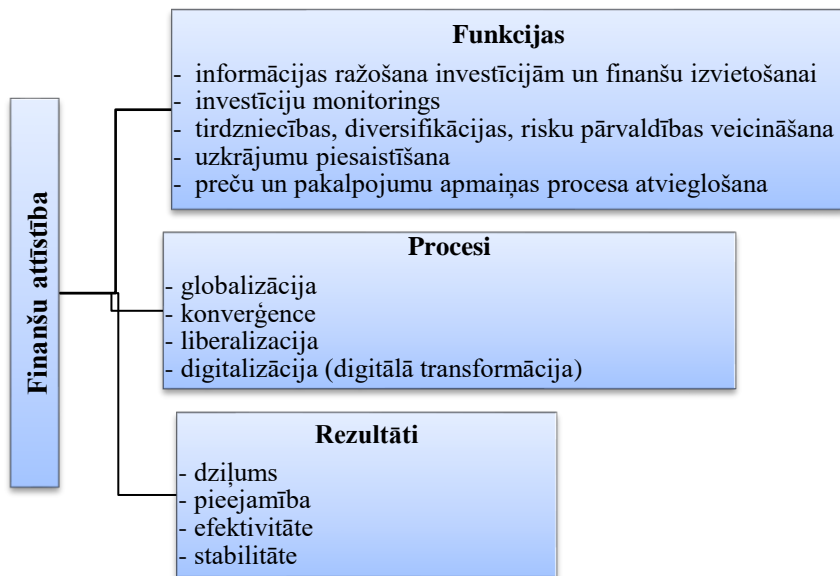 Finanšu attīstība
Funkcijas
- informācijas ražošana investīcijām un finanšu izvietošanai
- investīciju monitorings
- tirdzniecības, diversifikācijas, risku pārvaldības veicināšana
- uzkrājumu piesaistīšana
- preču un pakalpojumu apmaiņas procesa atvieglošana
Procesi
- globalizācija
- konverģence
- liberalizacija
- digitalizācija (digitālā transformācija)
Rezultāti
- dziļums
- pieejamība
- efektivitāte
- stabilitāte